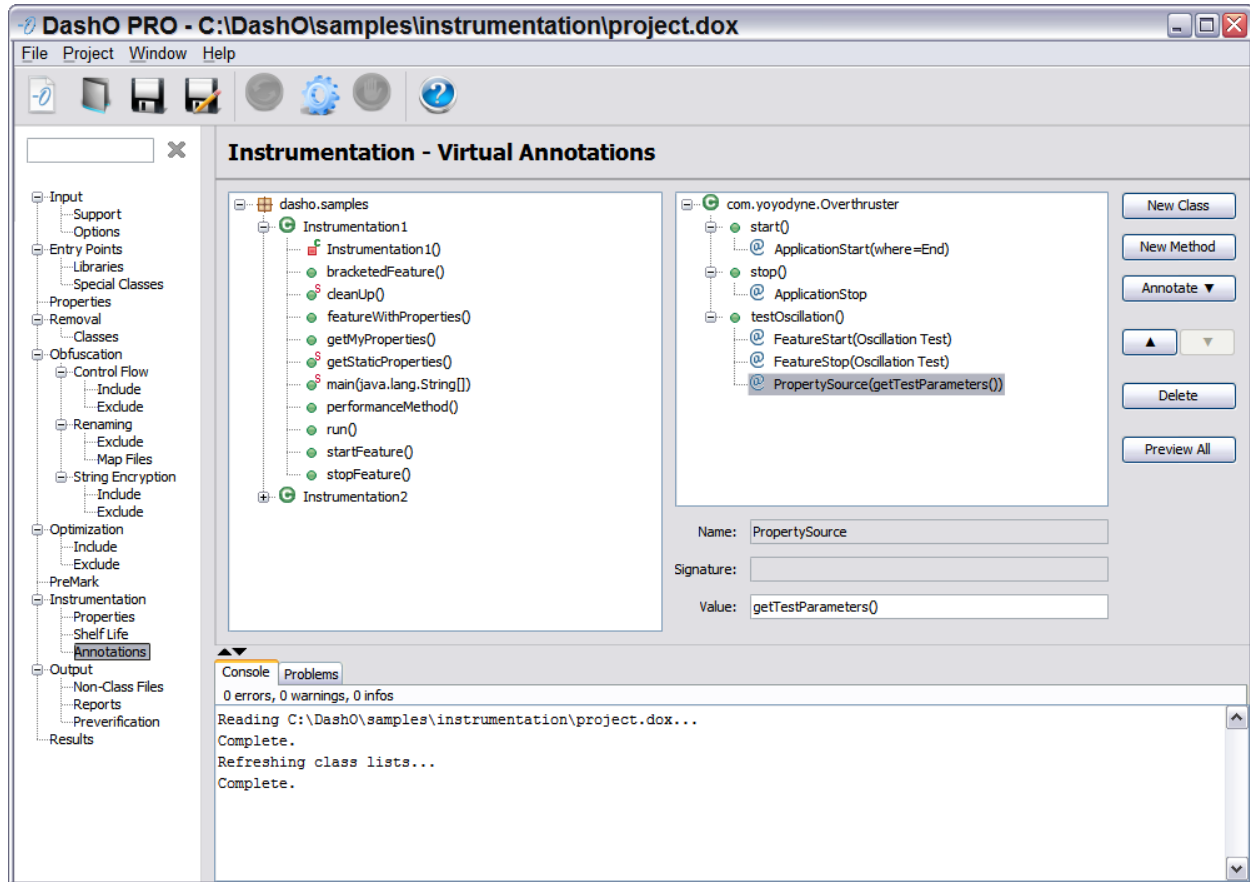 DashO PRO - C:\DashO\samples\instrumentation\project.dox
File Project Window Help
Instrumentation - Virtual Annotations
Input
Support
Options
Entry Points
Libraries
Special Classes
Properties
Removal
Classes
Obfuscation
Control Flow
Include
Exclude
Renaming
Exclude
Map Files
String Encryption
Include
Exclude
Optimization
Include
Exclude
PreMark
Instrumentation
Properties
Shelf Life
Annotations
Output
Non-Class Files
Reports
Preverification
Results
dasho.samples
Instrumentation1
Instrumentation1()
bracketedFeature()
cleanUp()
featureWithProperties()
getMyProperties()
getStaticProperties()
main(java.lang.String[])
performanceMethod()
run()
startFeature()
stopFeature()
Instrumentation2
com.yoyodyne.Overthruster
start()
ApplicationStart(where=End)
stop()
ApplicationStop
testOscillation()
FeatureStart(Oscillation Test)
FeatureStop(Oscillation Test)
PropertySource(getTestParameters())
New Class
New Method
Annotate ▼
▲ ▼
Delete
Preview All
Name: PropertySource
Signature:
Value: getTestParameters()
Console Problems
0 errors, 0 warnings, 0 infos
Reading C:\DashO\samples\instrumentation\project.dox...
Complete.
Refreshing class lists...
Complete.